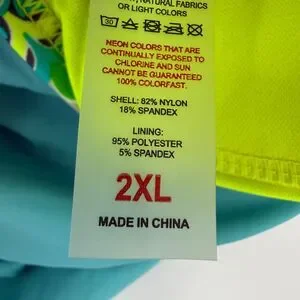 NATURAL FABRICS
OR LIGHT COLORS
30
NEON COLORS THAT ARE
CONTINUALLY EXPOSED TO
CHLORINE AND SUN
CANNOT BE GUARANTEED
100% COLORFAST.
SHELL: 82% NYLON
18% SPANDEX
LINING:
95% POLYESTER
5% SPANDEX
2XL
MADE IN CHINA